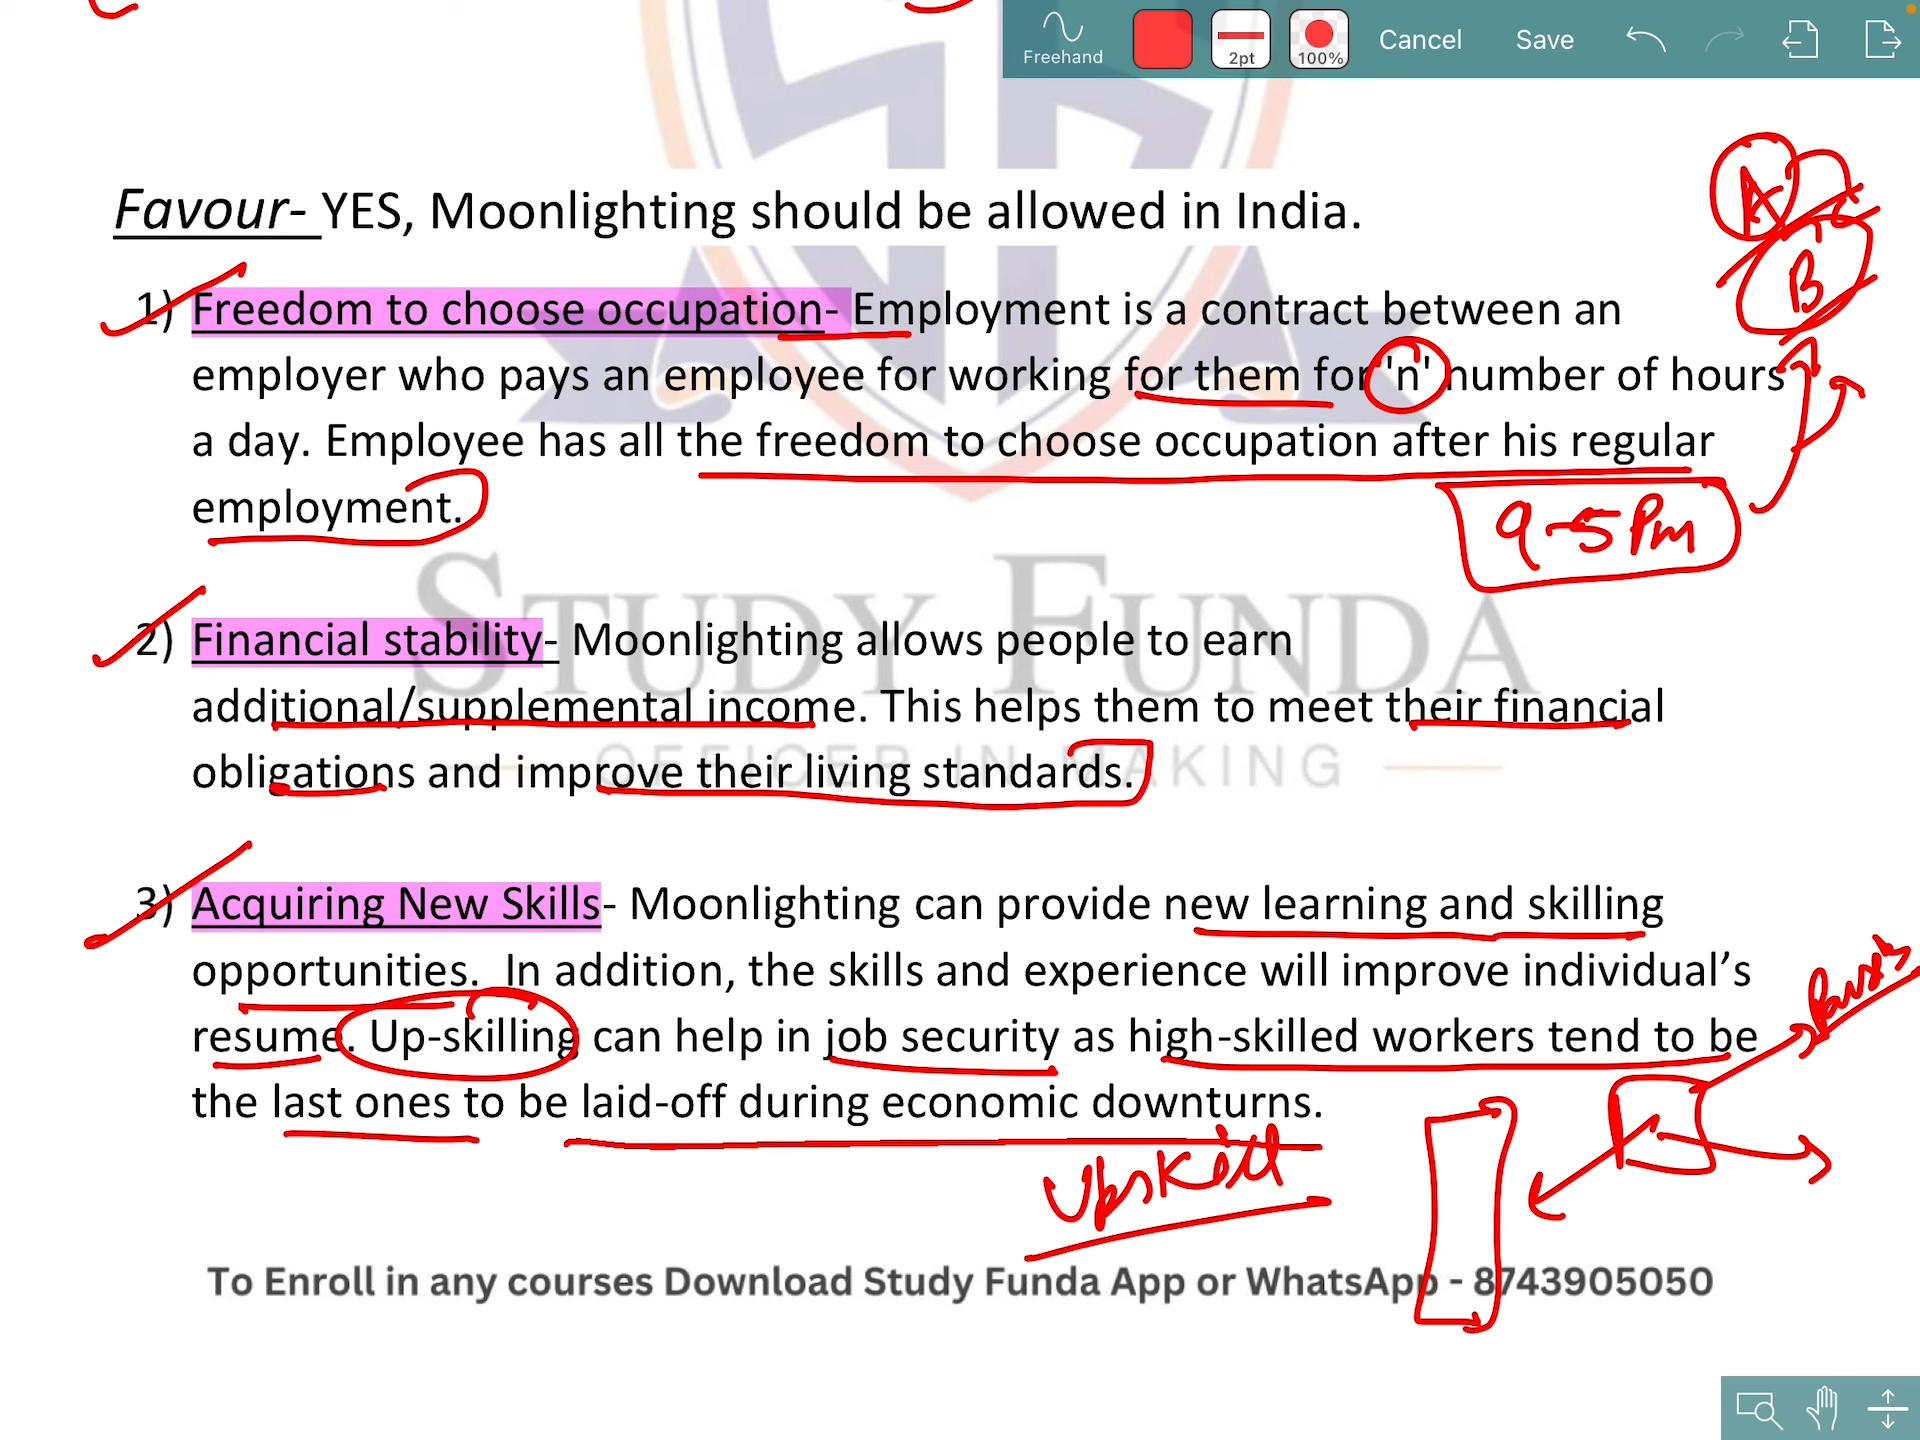 Freehand
2pt
100%
Cancel
Save
Favour- YES, Moonlighting should be allowed in India.
A
B
1) Freedom to choose occupation- Employment is a contract between an
employer who pays an employee for working for them for 'n' number of hours
a day. Employee has all the freedom to choose occupation after his regular
employment.
9-5 Pm
STUDY FUNDA
2) Financial stability- Moonlighting allows people to earn
additional/supplemental income. This helps them to meet their financial
obligations and improve their living standards.
OFFICER IN MAKING
3) Acquiring New Skills- Moonlighting can provide new learning and skilling
opportunities.  In addition, the skills and experience will improve individual’s
resume. Up-skilling can help in job security as high-skilled workers tend to be
the last ones to be laid-off during economic downturns.
Upskill
To Enroll in any courses Download Study Funda App or WhatsApp - 8743905050